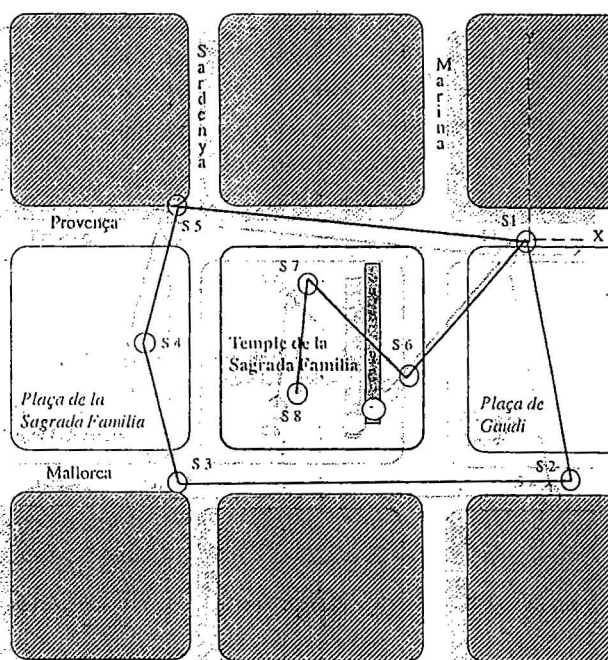 Sardenya
Marina
Y
Provença
S 5
S1
X
S 7
S 4
Temple de la
Sagrada Familia
S 6
Plaça de la
Sagrada Familia
S 8
Plaça de
Gaudi
Mallorca
S 3
S 2